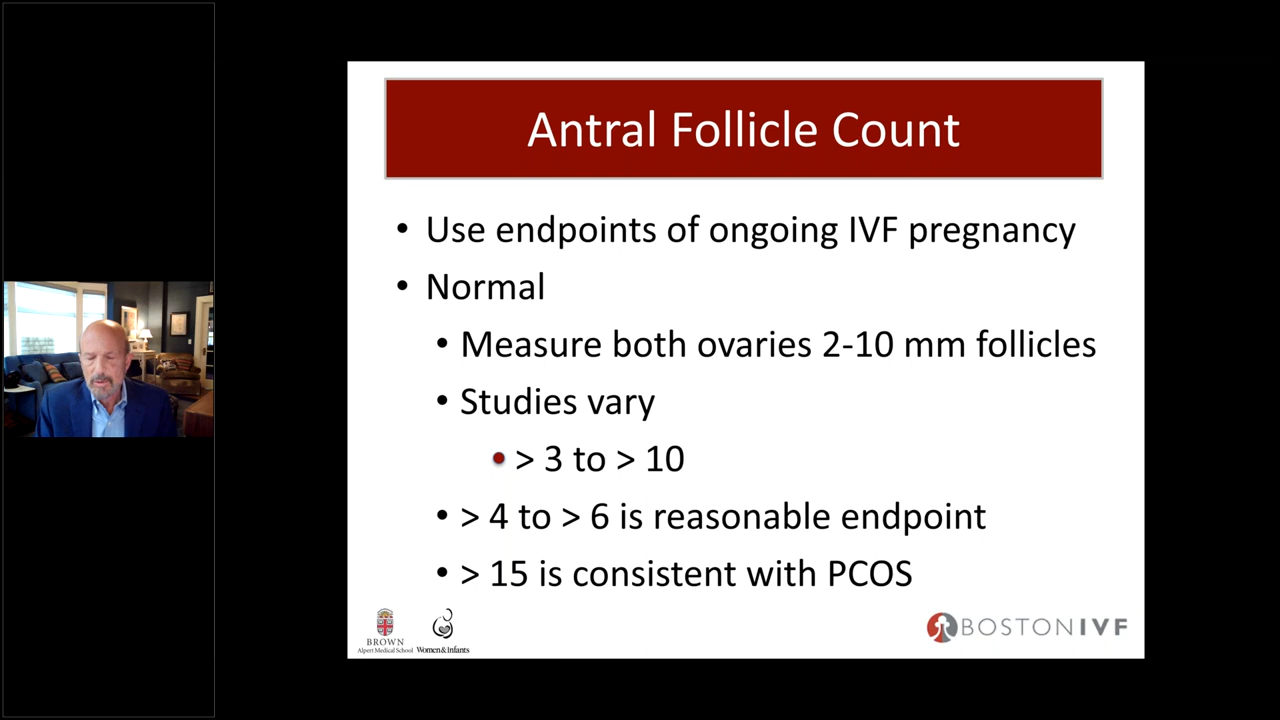 Antral Follicle Count
• Use endpoints of ongoing IVF pregnancy
• Normal
• Measure both ovaries 2-10 mm follicles
• Studies vary
• > 3 to > 10
• > 4 to > 6 is reasonable endpoint
• > 15 is consistent with PCOS
BROWN
Alpert Medical School
Women & Infants
BOSTON IVF